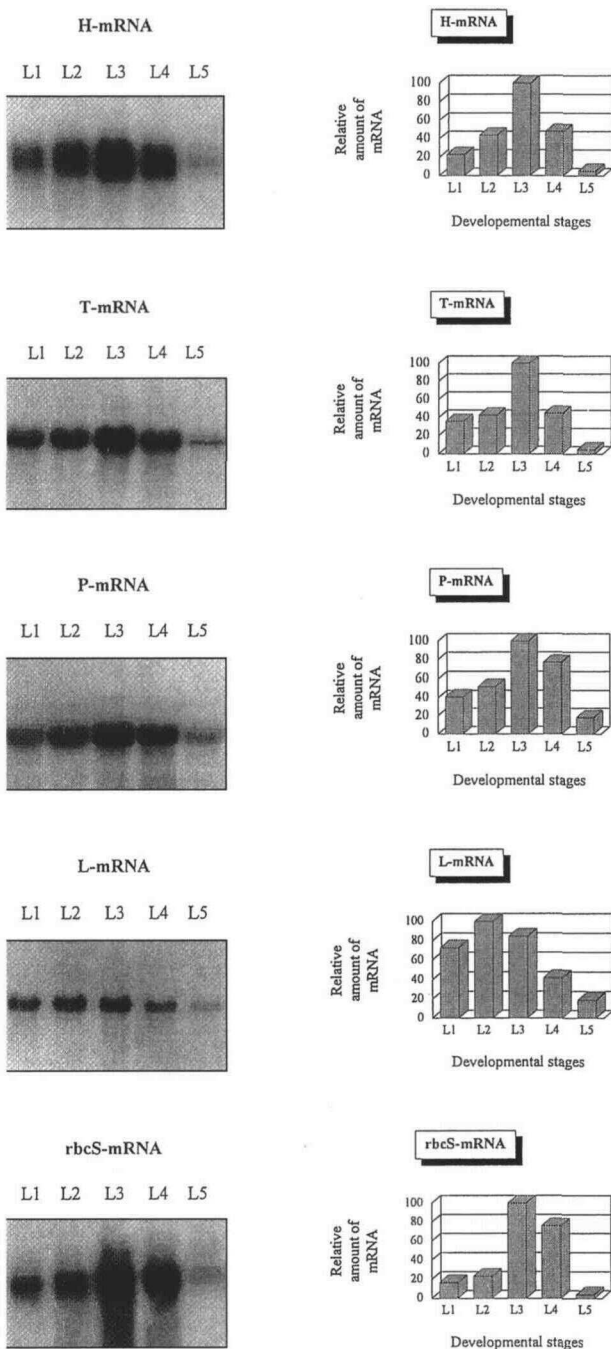 H-mRNA
L1 L2 L3 L4 L5
H-mRNA
Relative
amount of
mRNA
100
80
60
40
20
0
L1 L2 L3 L4 L5
Developemental stages
T-mRNA
L1 L2 L3 L4 L5
T-mRNA
Relative
amount of
mRNA
100
80
60
40
20
0
L1 L2 L3 L4 L5
Developmental stages
P-mRNA
L1 L2 L3 L4 L5
P-mRNA
Relative
amount of
mRNA
100
80
60
40
20
0
L1 L2 L3 L4 L5
Developmental stages
L-mRNA
L1 L2 L3 L4 L5
L-mRNA
Relative
amount of
mRNA
100
80
60
40
20
0
L1 L2 L3 L4 L5
Developmental stages
rbcS-mRNA
L1 L2 L3 L4 L5
rbcS-mRNA
Relative
amount of
mRNA
100
80
60
40
20
0
L1 L2 L3 L4 L5
Developmental stages